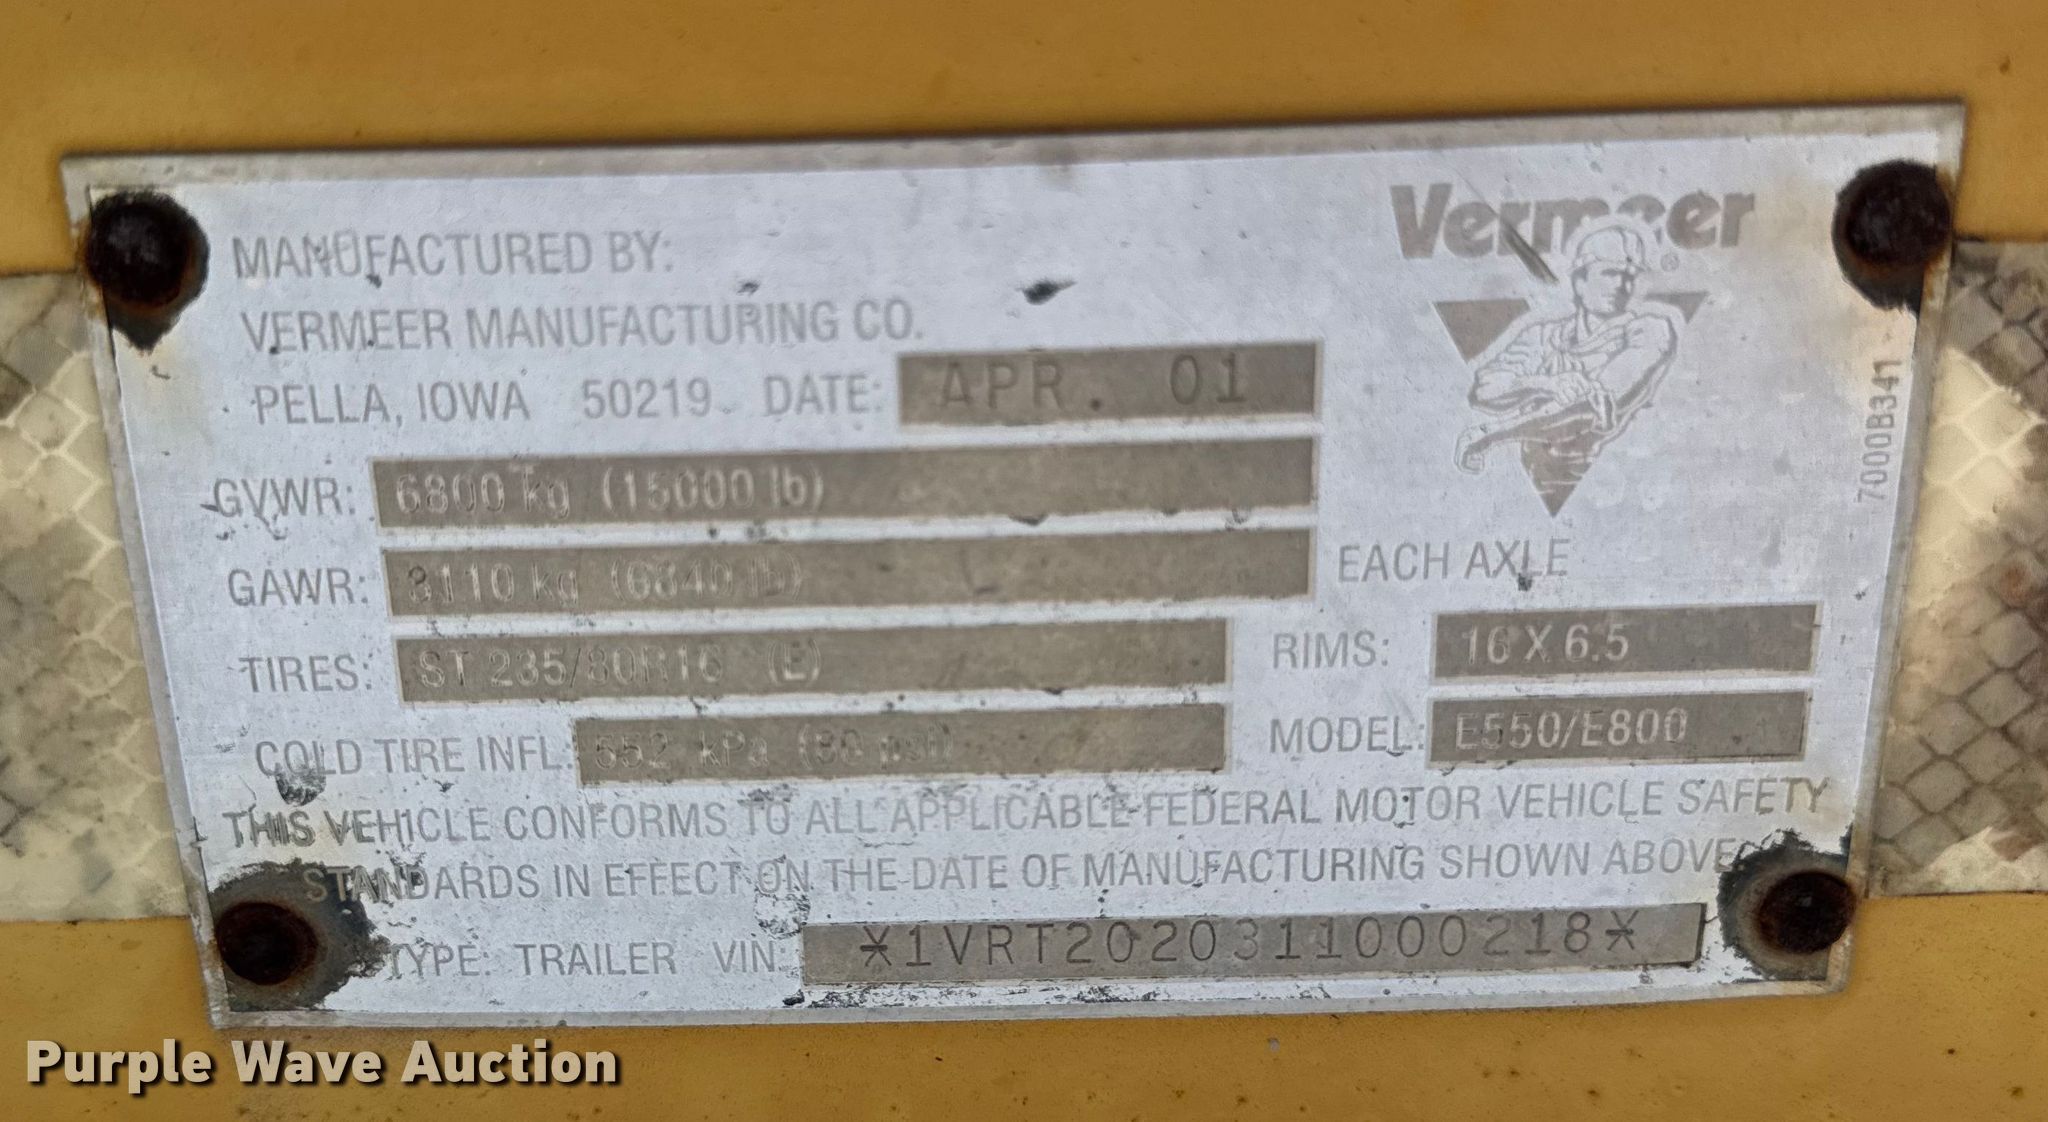 Vermeer
®
MANUFACTURED BY:
VERMEER MANUFACTURING CO.
PELLA, IOWA 50219 DATE: APR. 01
GVWR: 6800 kg (15000 lb)
GAWR: 3110 kg (6840 lb) EACH AXLE
TIRES: ST 235/80R16 (E) RIMS: 16 X 6.5
COLD TIRE INFL: 552 kPa (80 psi) MODEL: E550/E800
THIS VEHICLE CONFORMS TO ALL APPLICABLE FEDERAL MOTOR VEHICLE SAFETY
STANDARDS IN EFFECT ON THE DATE OF MANUFACTURING SHOWN ABOVE.
TYPE: TRAILER VIN: *1VRT2020311000218*
7000B341
Purple Wave Auction